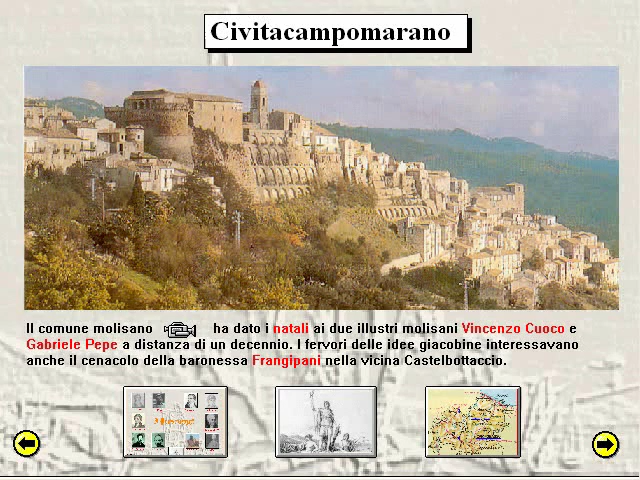 Civitacampomarano
Il comune molisano ha dato i natali ai due illustri molisani Vincenzo Cuoco e
Gabriele Pepe a distanza di un decennio. I fervori delle idee giacobine interessavano
anche il cenacolo della baronessa Frangipani nella vicina Castelbottaccio.